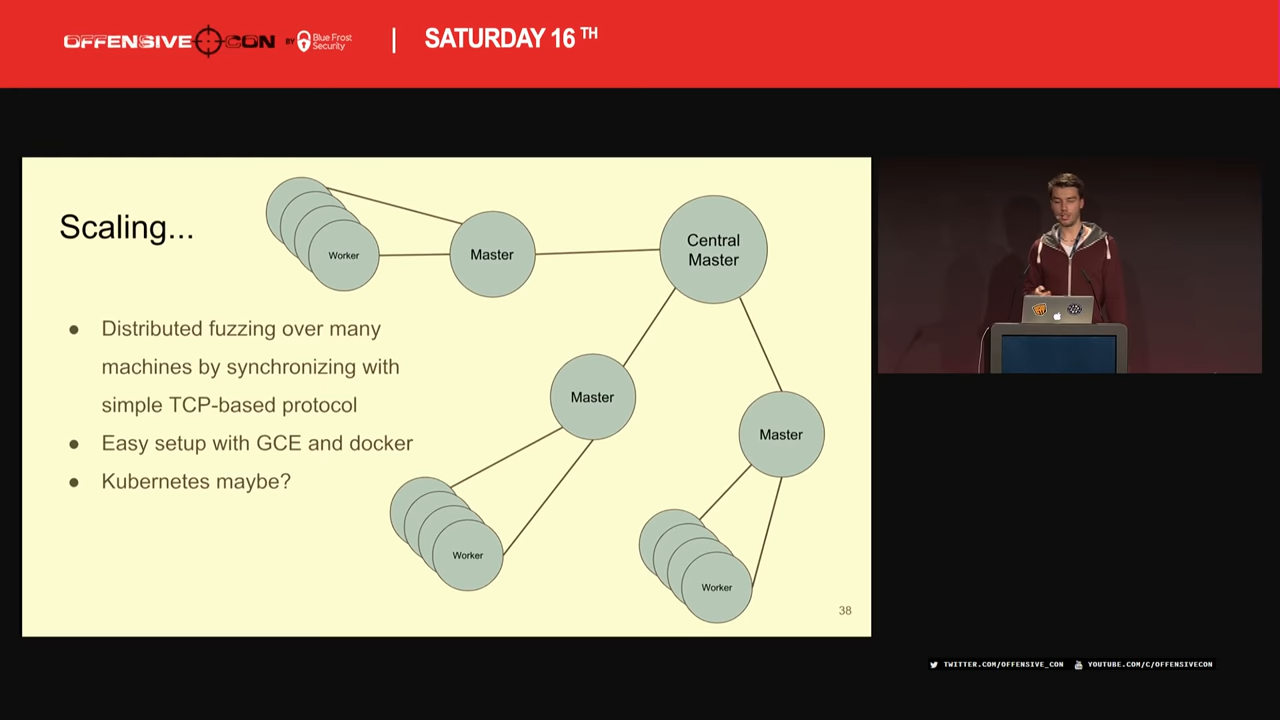 OFFENSIVE CON BY Blue Frost Security | SATURDAY 16 TH
Scaling...
Worker
Master
Central
Master
● Distributed fuzzing over many
machines by synchronizing with
simple TCP-based protocol
● Easy setup with GCE and docker
● Kubernetes maybe?
Master
Master
Worker
Worker
38
TWITTER.COM/OFFENSIVE_CON YOUTUBE.COM/C/OFFENSIVECON